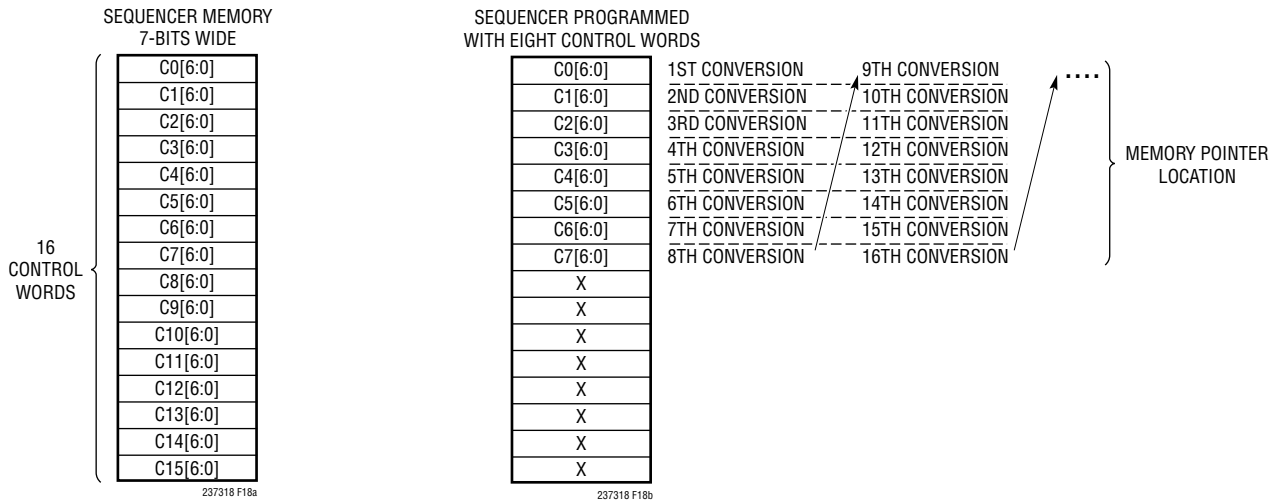 SEQUENCER MEMORY
7-BITS WIDE
C0[6:0]
C1[6:0]
C2[6:0]
C3[6:0]
C4[6:0]
C5[6:0]
C6[6:0]
C7[6:0]
C8[6:0]
C9[6:0]
C10[6:0]
C11[6:0]
C12[6:0]
C13[6:0]
C14[6:0]
C15[6:0]
16
CONTROL
WORDS
237318 F18a
SEQUENCER PROGRAMMED
WITH EIGHT CONTROL WORDS
C0[6:0] 1ST CONVERSION 9TH CONVERSION ....
C1[6:0] 2ND CONVERSION 10TH CONVERSION
C2[6:0] 3RD CONVERSION 11TH CONVERSION
C3[6:0] 4TH CONVERSION 12TH CONVERSION
C4[6:0] 5TH CONVERSION 13TH CONVERSION
C5[6:0] 6TH CONVERSION 14TH CONVERSION
C6[6:0] 7TH CONVERSION 15TH CONVERSION
C7[6:0] 8TH CONVERSION 16TH CONVERSION
X
X
X
X
X
X
X
X
MEMORY POINTER
LOCATION
237318 F18b